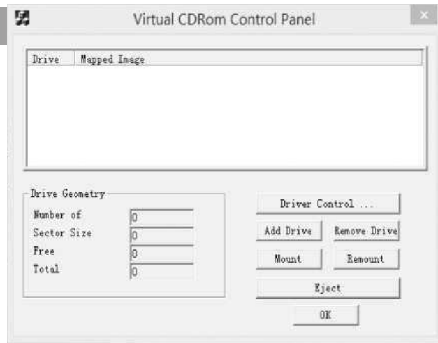 Virtual CDRom Control Panel
Drive Mapped Image
Drive Geometry
Number of 0
Sector Size 0
Free 0
Total 0
Driver Control ...
Add Drive Remove Drive
Mount Remount
Eject
OK